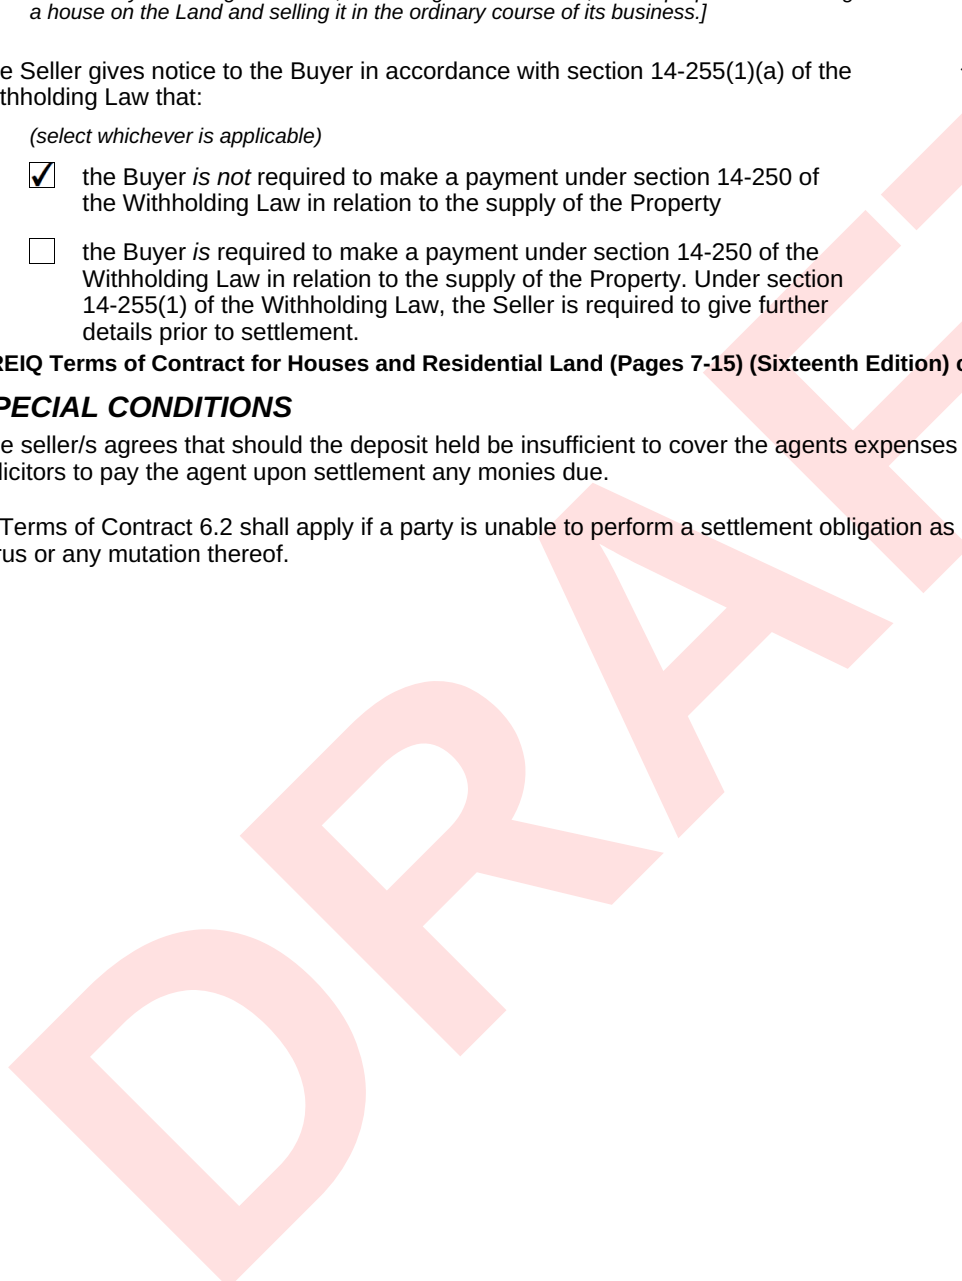 a house on the Land and selling it in the ordinary course of its business.]
e Seller gives notice to the Buyer in accordance with section 14-255(1)(a) of the
thholding Law that:
(select whichever is applicable)
✓ the Buyer is not required to make a payment under section 14-250 of
the Withholding Law in relation to the supply of the Property
the Buyer is required to make a payment under section 14-250 of the
Withholding Law in relation to the supply of the Property. Under section
14-255(1) of the Withholding Law, the Seller is required to give further
details prior to settlement.
REIQ Terms of Contract for Houses and Residential Land (Pages 7-15) (Sixteenth Edition) c
PECIAL CONDITIONS
e seller/s agrees that should the deposit held be insufficient to cover the agents expenses
licitors to pay the agent upon settlement any monies due.
Terms of Contract 6.2 shall apply if a party is unable to perform a settlement obligation as
rus or any mutation thereof.
DRAF